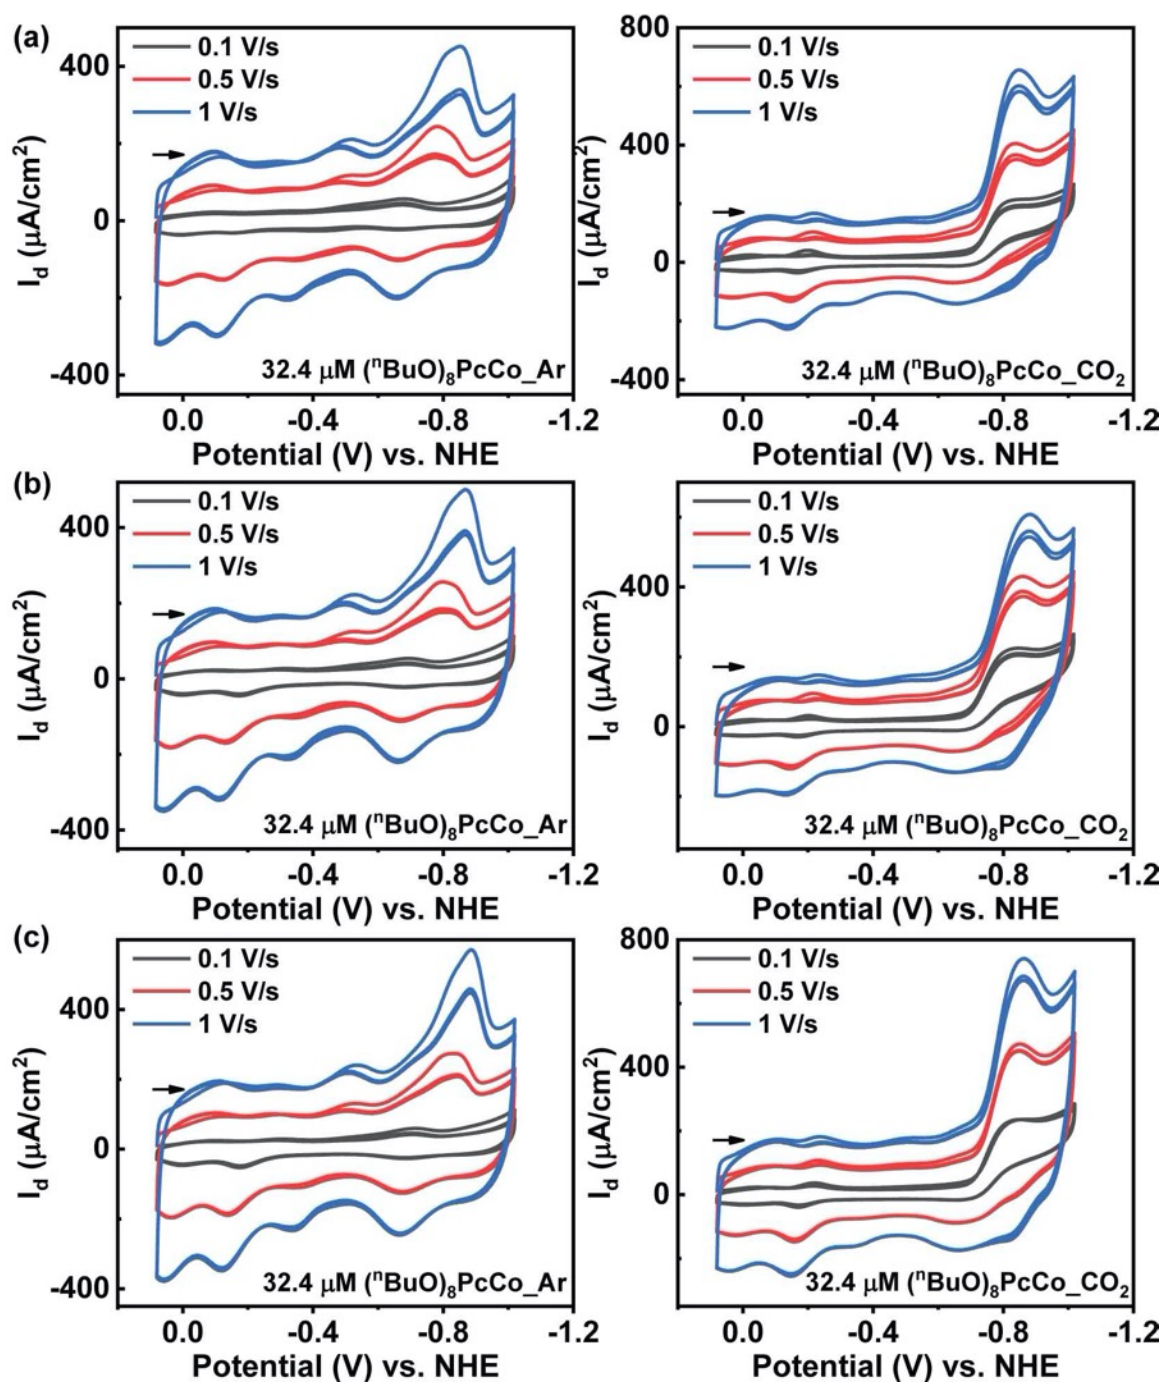 (a)
0.1 V/s
0.5 V/s
1 V/s
400
0
-400
I_d (μA/cm²)
32.4 μM (ⁿBuO)₈PcCo_Ar
0.0 -0.4 -0.8 -1.2
Potential (V) vs. NHE
800
400
0
-400
I_d (μA/cm²)
0.1 V/s
0.5 V/s
1 V/s
32.4 μM (ⁿBuO)₈PcCo_CO₂
0.0 -0.4 -0.8 -1.2
Potential (V) vs. NHE
(b)
0.1 V/s
0.5 V/s
1 V/s
400
0
-400
I_d (μA/cm²)
32.4 μM (ⁿBuO)₈PcCo_Ar
0.0 -0.4 -0.8 -1.2
Potential (V) vs. NHE
400
0
I_d (μA/cm²)
0.1 V/s
0.5 V/s
1 V/s
32.4 μM (ⁿBuO)₈PcCo_CO₂
0.0 -0.4 -0.8 -1.2
Potential (V) vs. NHE
(c)
0.1 V/s
0.5 V/s
1 V/s
400
0
-400
I_d (μA/cm²)
32.4 μM (ⁿBuO)₈PcCo_Ar
0.0 -0.4 -0.8 -1.2
Potential (V) vs. NHE
800
400
0
I_d (μA/cm²)
0.1 V/s
0.5 V/s
1 V/s
32.4 μM (ⁿBuO)₈PcCo_CO₂
0.0 -0.4 -0.8 -1.2
Potential (V) vs. NHE